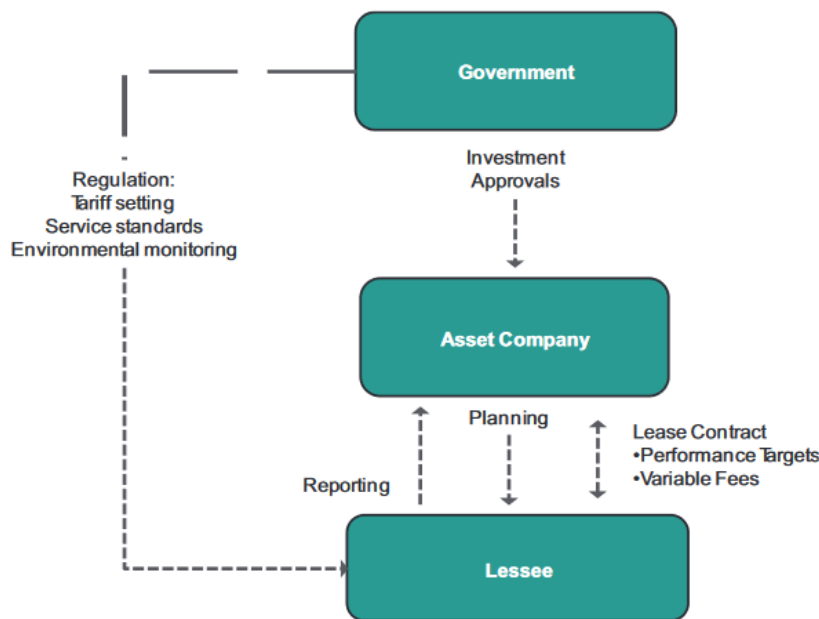 Government
Investment
Approvals
Regulation:
Tariff setting
Service standards
Environmental monitoring
Asset Company
Planning
Reporting
Lease Contract
•Performance Targets
•Variable Fees
Lessee